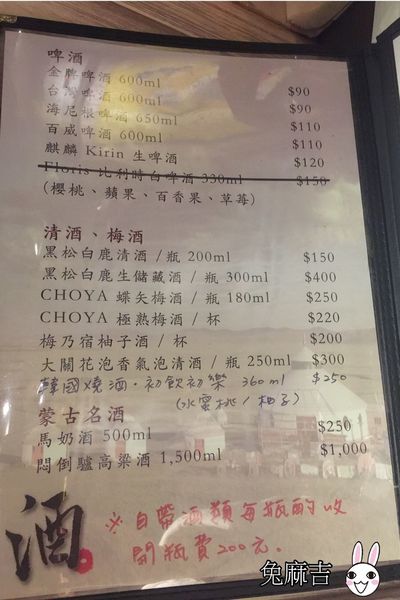 啤酒
金牌啤酒 600ml $90
台灣啤酒 600ml $90
海尼根啤酒 650ml $110
百威啤酒 600ml $110
麒麟 Kirin 生啤酒 $120
Floris 比利時白啤酒 330ml $150
(櫻桃、蘋果、百香果、草莓)
清酒、梅酒
黑松白鹿清酒 / 瓶 200ml $150
黑松白鹿生儲藏酒 / 瓶 300ml $400
CHOYA 蝶矢梅酒 / 瓶 180ml $250
CHOYA 極熟梅酒 / 杯 $220
梅乃宿柚子酒 / 杯 $200
大關花泡香氣泡清酒 / 瓶 250ml $300
韓國燒酒·初飲初樂 360ml $250
(水蜜桃 / 柚子)
蒙古名酒
馬奶酒 500ml $250
悶倒驢高粱酒 1,500ml $1,000
酒
※ 自帶酒類每瓶酌收
開瓶費200元。
兔麻吉